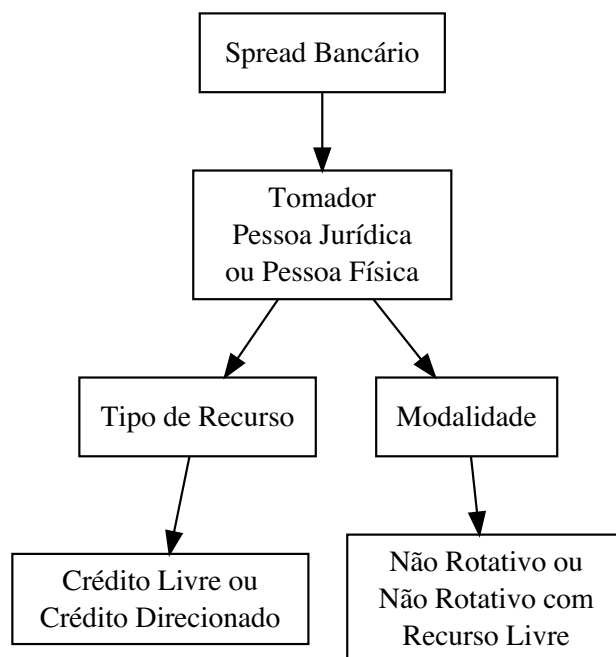 Spread Bancário
Tomador
Pessoa Jurídica
ou Pessoa Física
Tipo de Recurso
Modalidade
Crédito Livre ou
Crédito Direcionado
Não Rotativo ou
Não Rotativo com
Recurso Livre